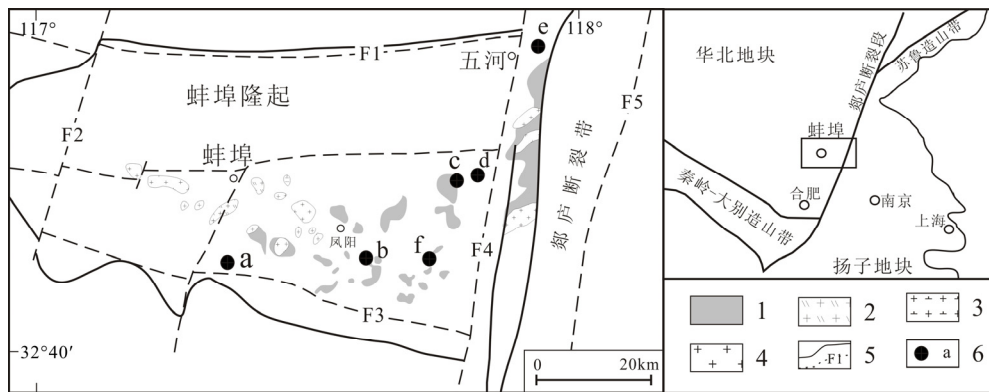 117°
118°
e
F1
五河
F5
华北地块
苏鲁造山带
郯庐断裂段
蚌埠隆起
F2
郯庐断裂带
蚌埠
蚌埠
c
d
秦岭-大别造山带
合肥
南京
上海
凤阳
F4
a
b
f
扬子地块
F3
1
2
3
32°40′
0
20km
4
F1
5
a
6